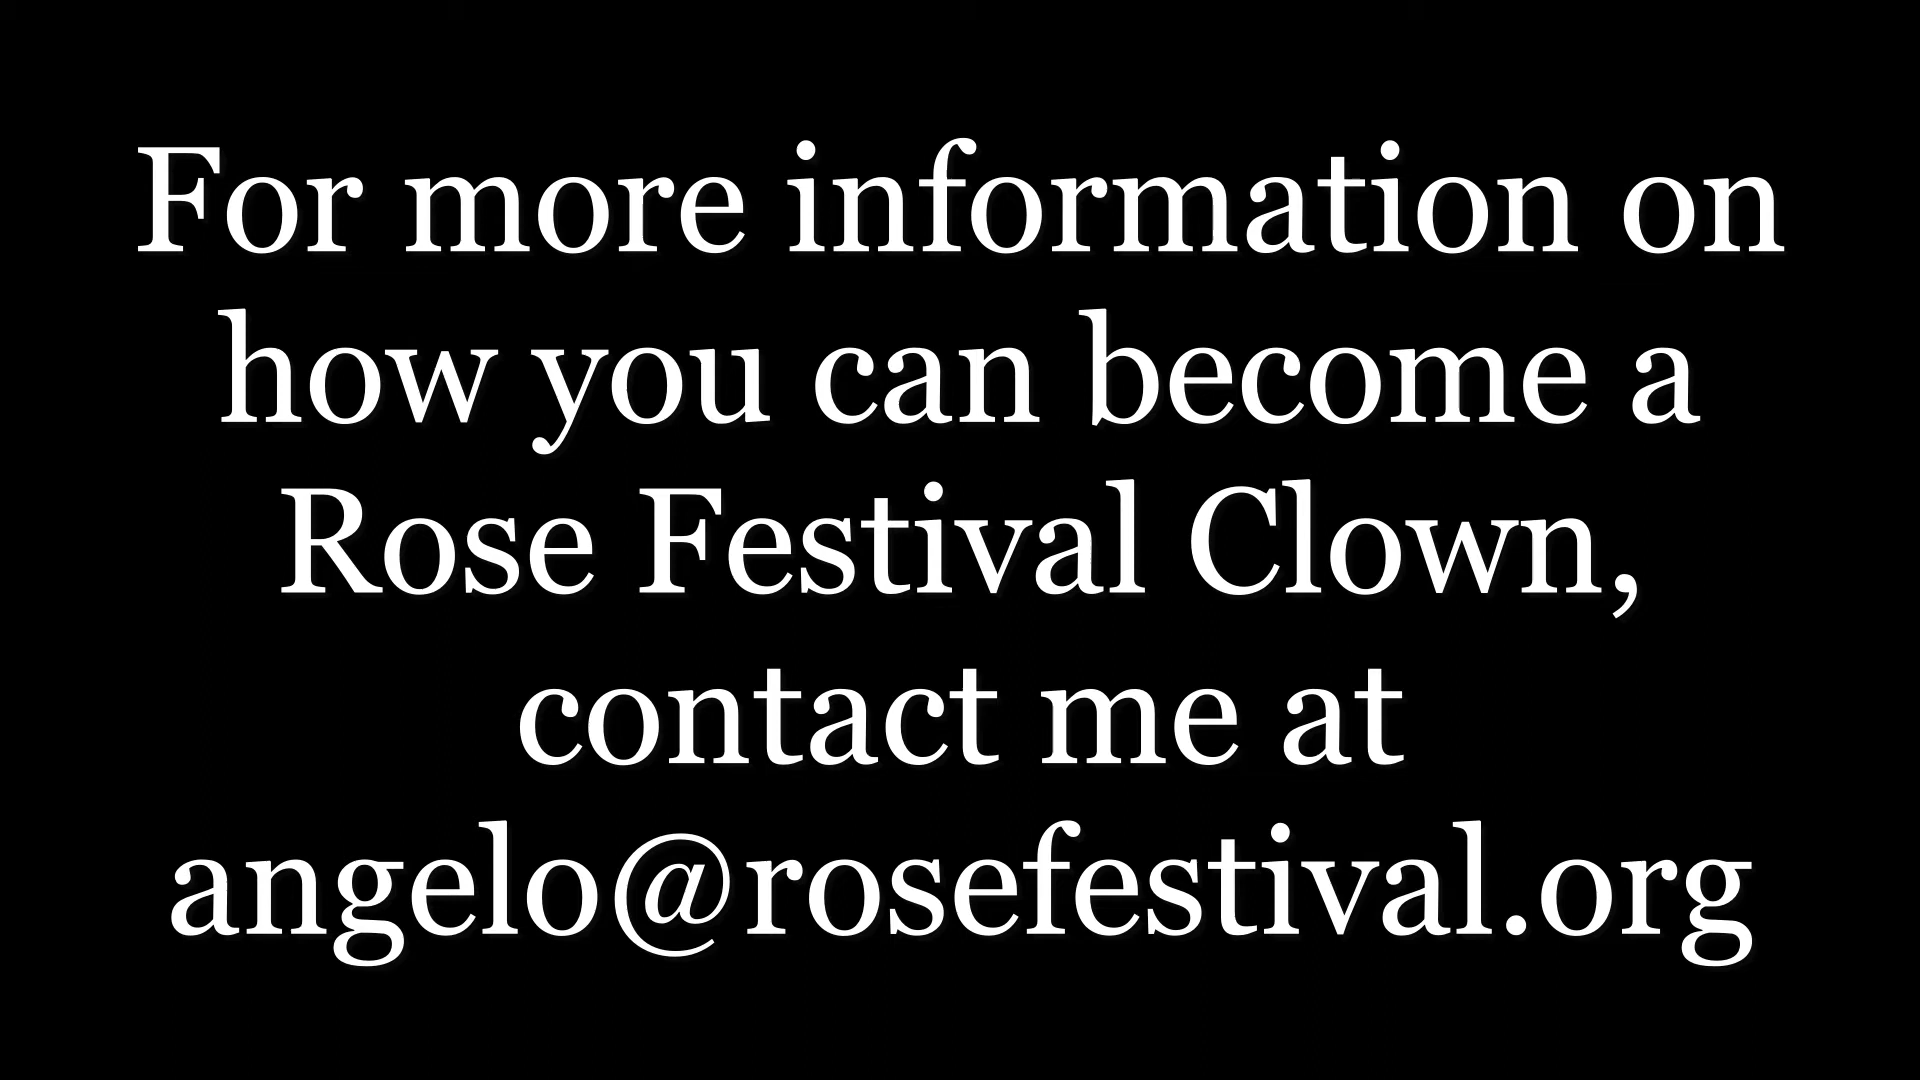 For more information on
how you can become a
Rose Festival Clown,
contact me at
angelo@rosefestival.org